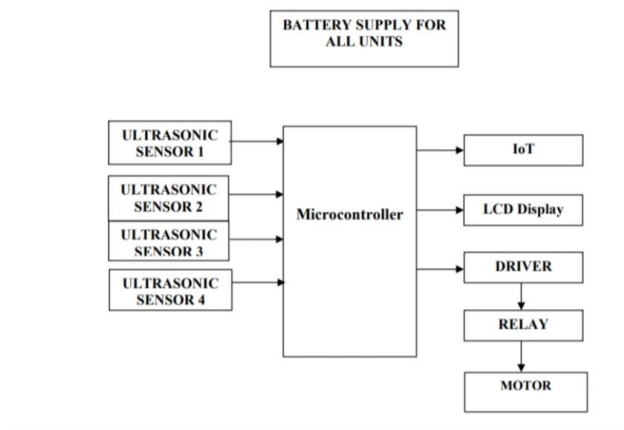 BATTERY SUPPLY FOR
ALL UNITS
ULTRASONIC
SENSOR 1
ULTRASONIC
SENSOR 2
ULTRASONIC
SENSOR 3
ULTRASONIC
SENSOR 4
Microcontroller
IoT
LCD Display
DRIVER
RELAY
MOTOR